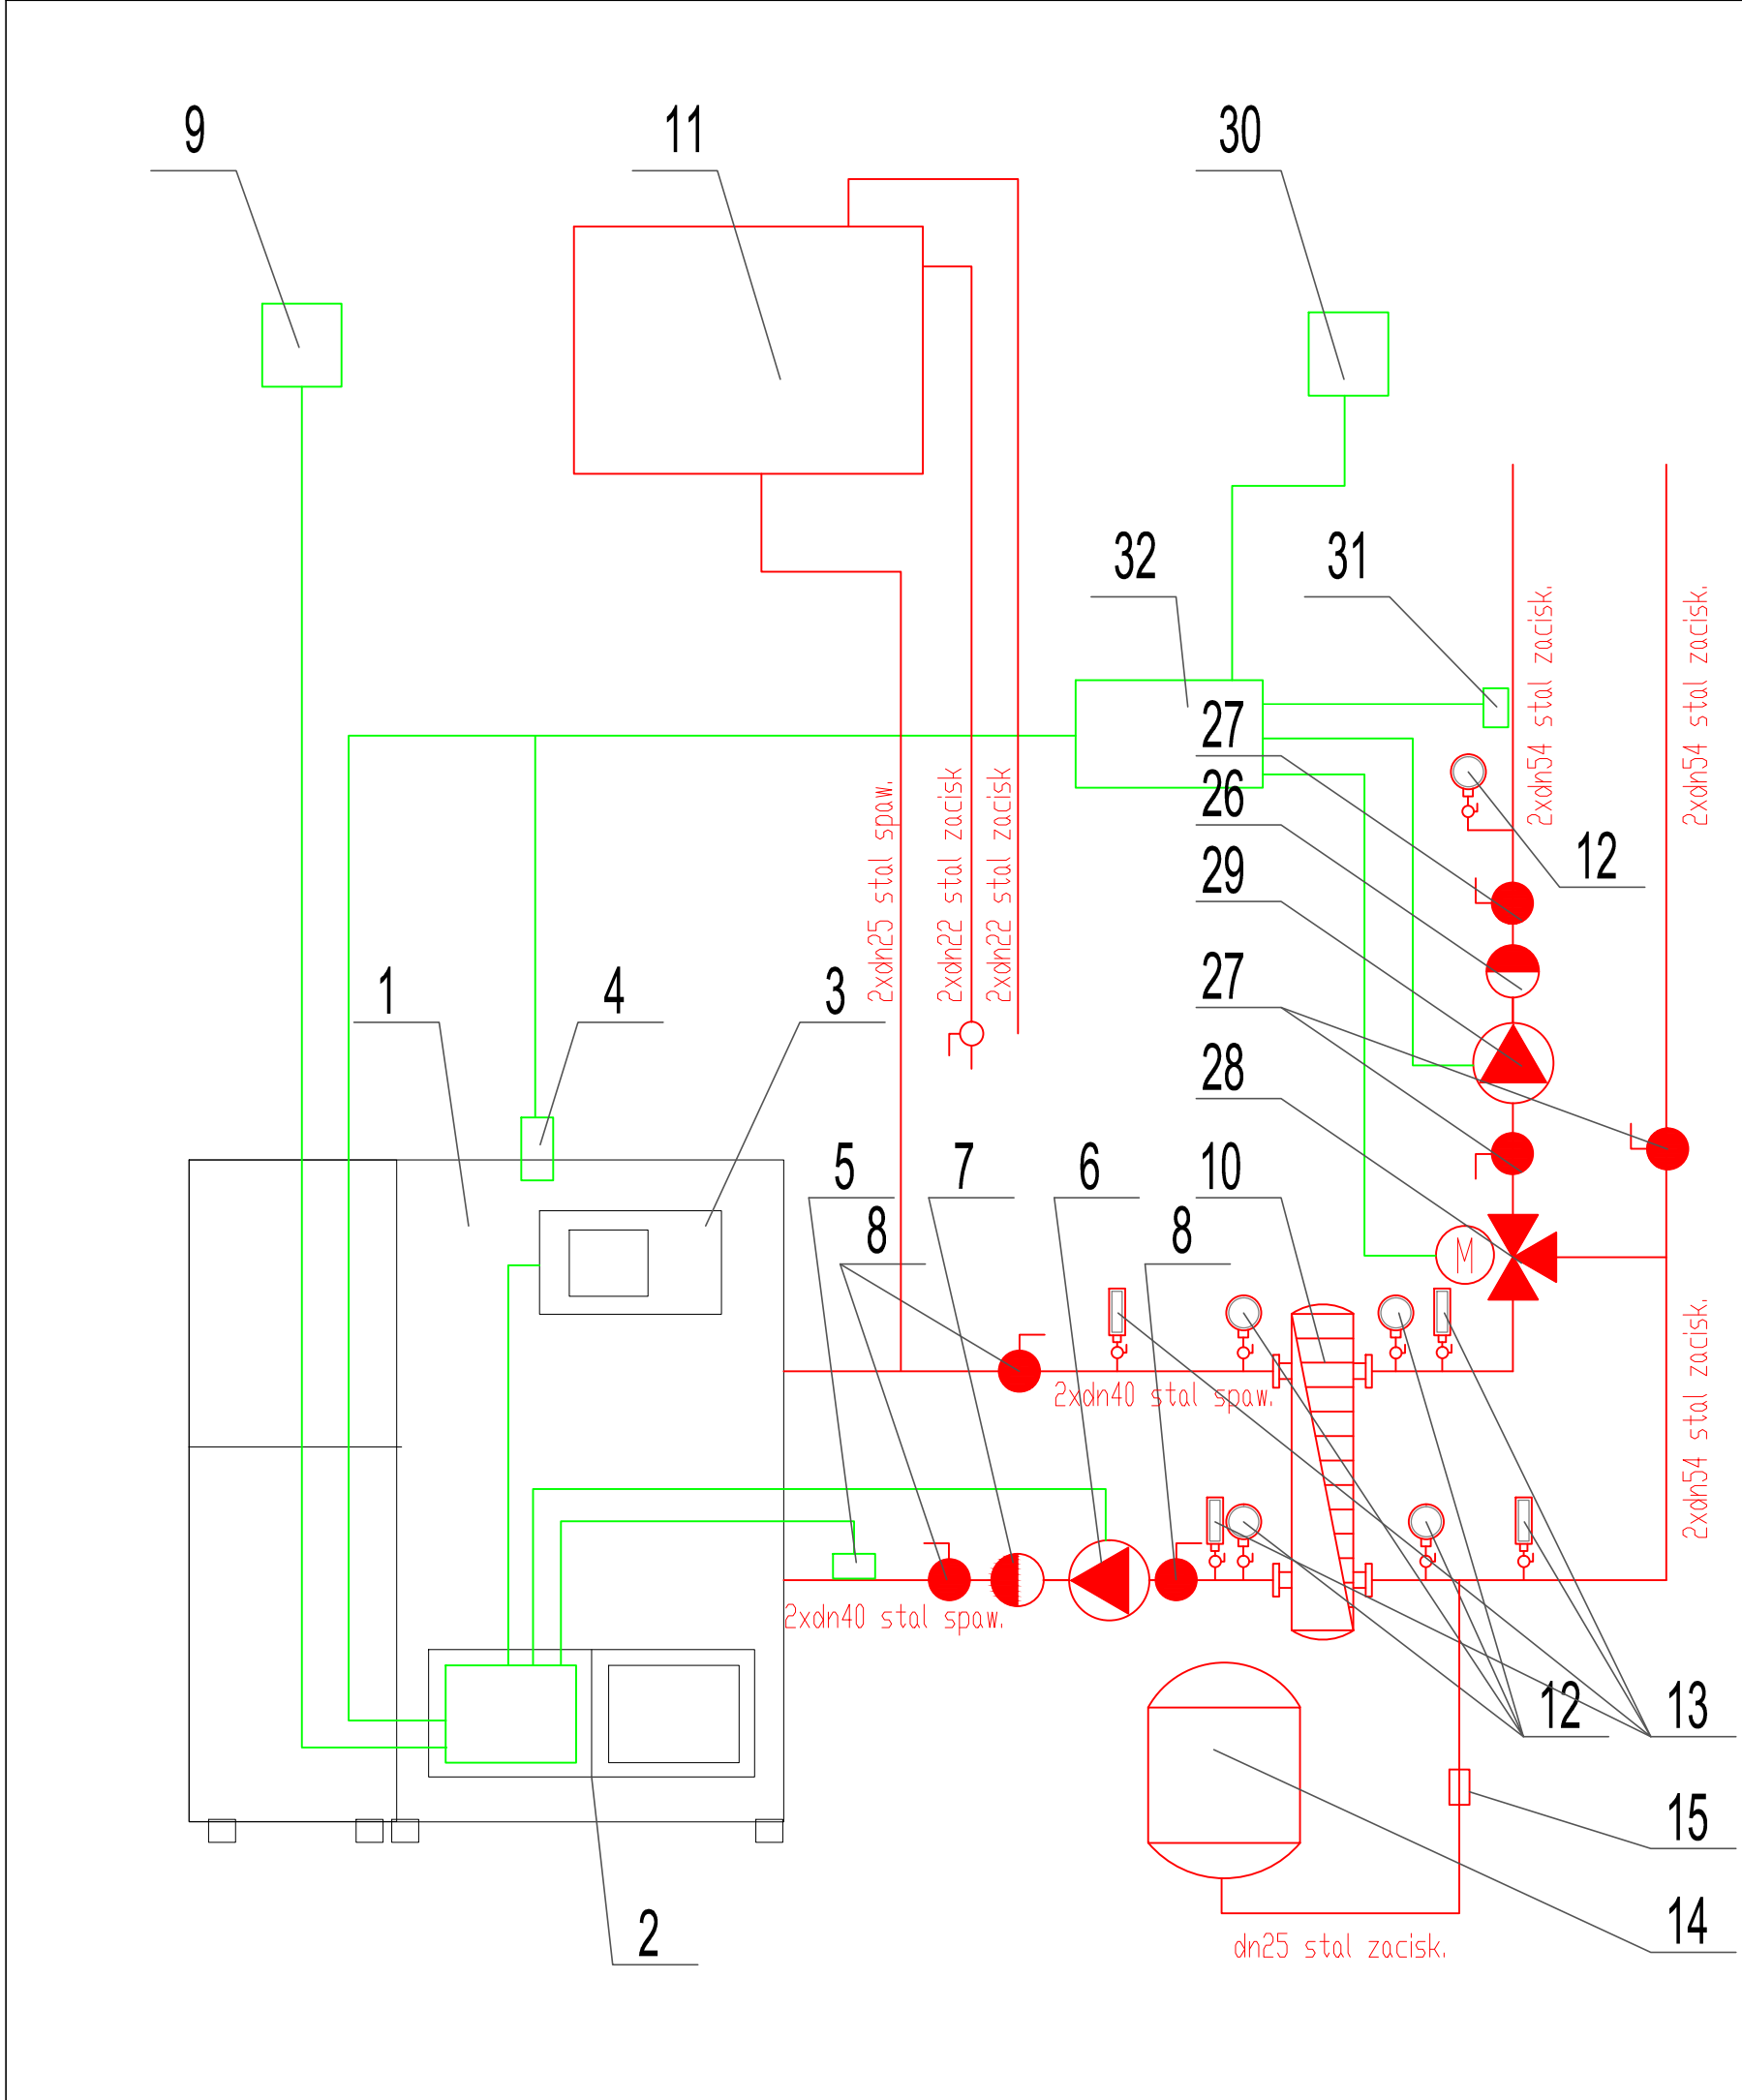 9
11
30
32
31
27
26
12
29
2xdn54 stal zacisk.
2xdn54 stal zacisk.
2xdn25 stal spaw.
2xdn22 stal zacisk
2xdn22 stal zacisk
1
4
3
27
28
5
7
6
10
8
8
M
2xdn40 stal spaw.
2xdn54 stal zacisk.
2xdn40 stal spaw.
12
13
15
2
14
dn25 stal zacisk.